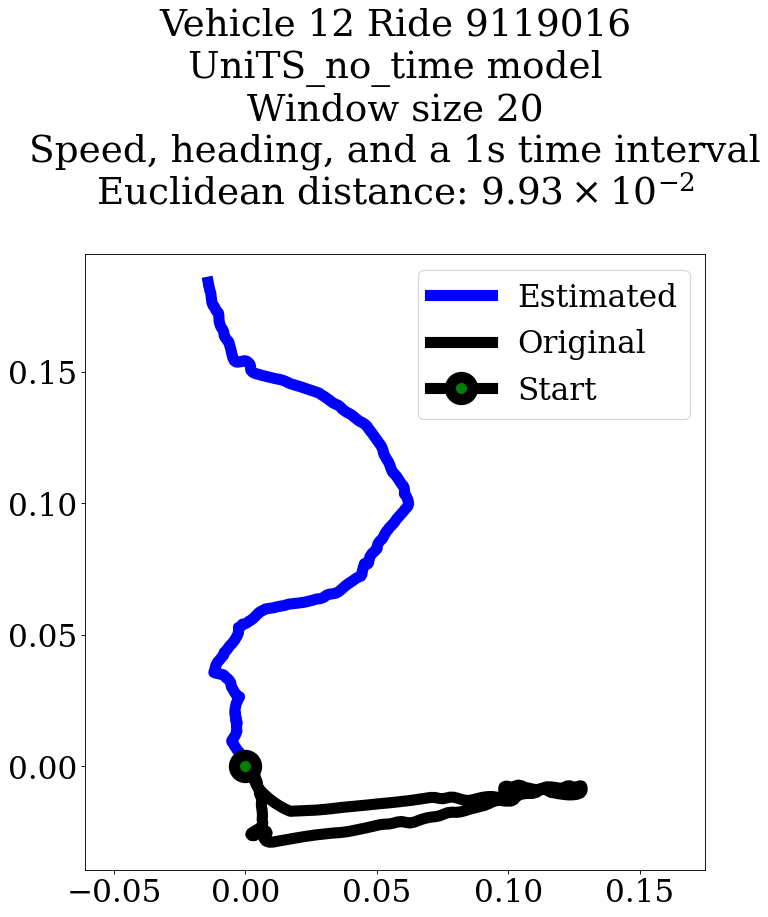 Vehicle 12 Ride 9119016
UniTS_no_time model
Window size 20
Speed, heading, and a 1s time interval
Euclidean distance: 9.93 × 10⁻²
Estimated
Original
Start
0.15
0.10
0.05
0.00
−0.05 0.00 0.05 0.10 0.15